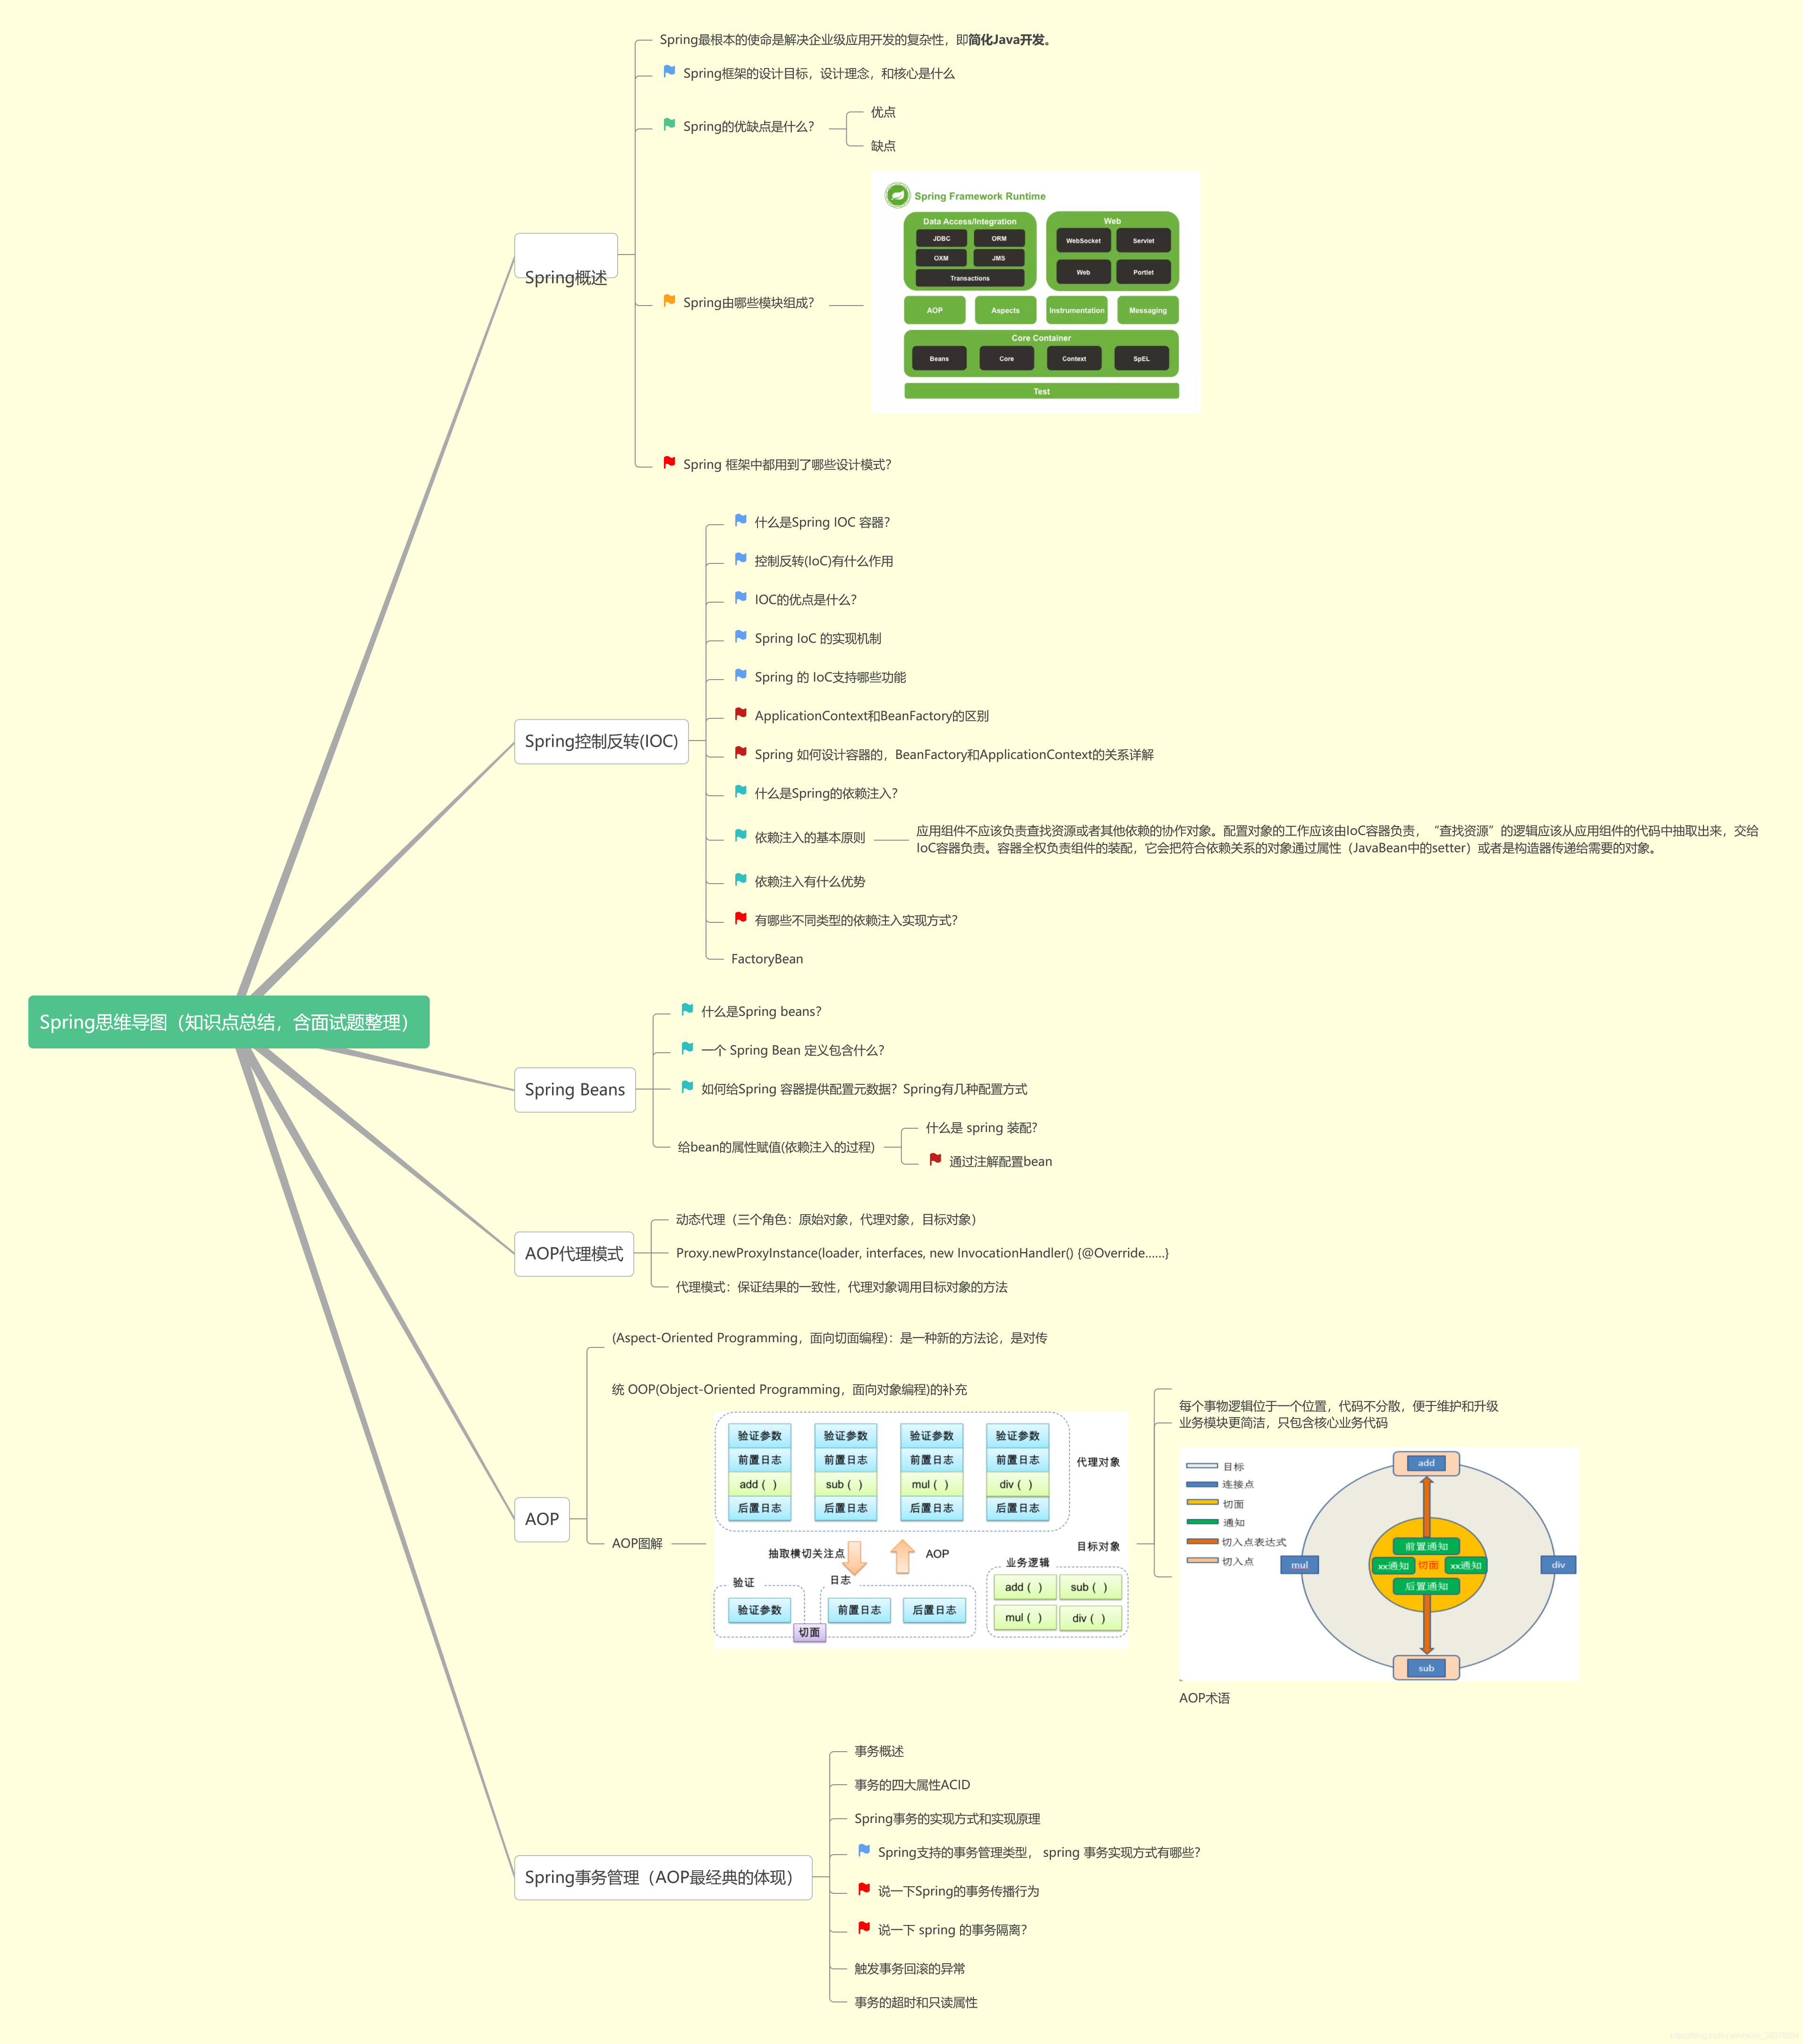 Spring思维导图（知识点总结，含面试题整理）
Spring概述
Spring最根本的使命是解决企业级应用开发的复杂性，即简化Java开发。
Spring框架的设计目标，设计理念，和核心是什么
Spring的优缺点是什么？
优点
缺点
Spring由哪些模块组成？
Spring Framework Runtime
Data Access/Integration
JDBC
ORM
OXM
JMS
Transactions
Web
WebSocket
Servlet
Web
Portlet
AOP
Aspects
Instrumentation
Messaging
Core Container
Beans
Core
Context
SpEL
Test
Spring 框架中都用到了哪些设计模式？
Spring控制反转(IOC)
什么是Spring IOC 容器？
控制反转(IoC)有什么作用
IOC的优点是什么？
Spring IoC 的实现机制
Spring 的 IoC支持哪些功能
ApplicationContext和BeanFactory的区别
Spring 如何设计容器的，BeanFactory和ApplicationContext的关系详解
什么是Spring的依赖注入？
依赖注入的基本原则
应用组件不应该负责查找资源或者其他依赖的协作对象。配置对象的工作应该由IoC容器负责，“查找资源”的逻辑应该从应用组件的代码中抽取出来，交给
IoC容器负责。容器全权负责组件的装配，它会把符合依赖关系的对象通过属性（JavaBean中的setter）或者是构造器传递给需要的对象。
依赖注入有什么优势
有哪些不同类型的依赖注入实现方式？
FactoryBean
Spring Beans
什么是Spring beans？
一个 Spring Bean 定义包含什么？
如何给Spring 容器提供配置元数据？Spring有几种配置方式
给bean的属性赋值(依赖注入的过程)
什么是 spring 装配?
通过注解配置bean
AOP代理模式
动态代理（三个角色：原始对象，代理对象，目标对象）
Proxy.newProxyInstance(loader, interfaces, new InvocationHandler() {@Override......}
代理模式：保证结果的一致性，代理对象调用目标对象的方法
AOP
(Aspect-Oriented Programming，面向切面编程)：是一种新的方法论，是对传
统 OOP(Object-Oriented Programming，面向对象编程)的补充
AOP图解
验证参数
前置日志
add ( )
后置日志
验证参数
前置日志
sub ( )
后置日志
验证参数
前置日志
mul ( )
后置日志
验证参数
前置日志
div ( )
后置日志
代理对象
抽取横切关注点
AOP
目标对象
验证
验证参数
日志
前置日志
后置日志
切面
业务逻辑
add ( )
sub ( )
mul ( )
div ( )
每个事物逻辑位于一个位置，代码不分散，便于维护和升级
业务模块更简洁，只包含核心业务代码
目标
连接点
切面
通知
切入点表达式
切入点
add
mul
div
sub
前置通知
xx通知
切面
xx通知
后置通知
AOP术语
Spring事务管理（AOP最经典的体现）
事务概述
事务的四大属性ACID
Spring事务的实现方式和实现原理
Spring支持的事务管理类型， spring 事务实现方式有哪些？
说一下Spring的事务传播行为
说一下 spring 的事务隔离？
触发事务回滚的异常
事务的超时和只读属性